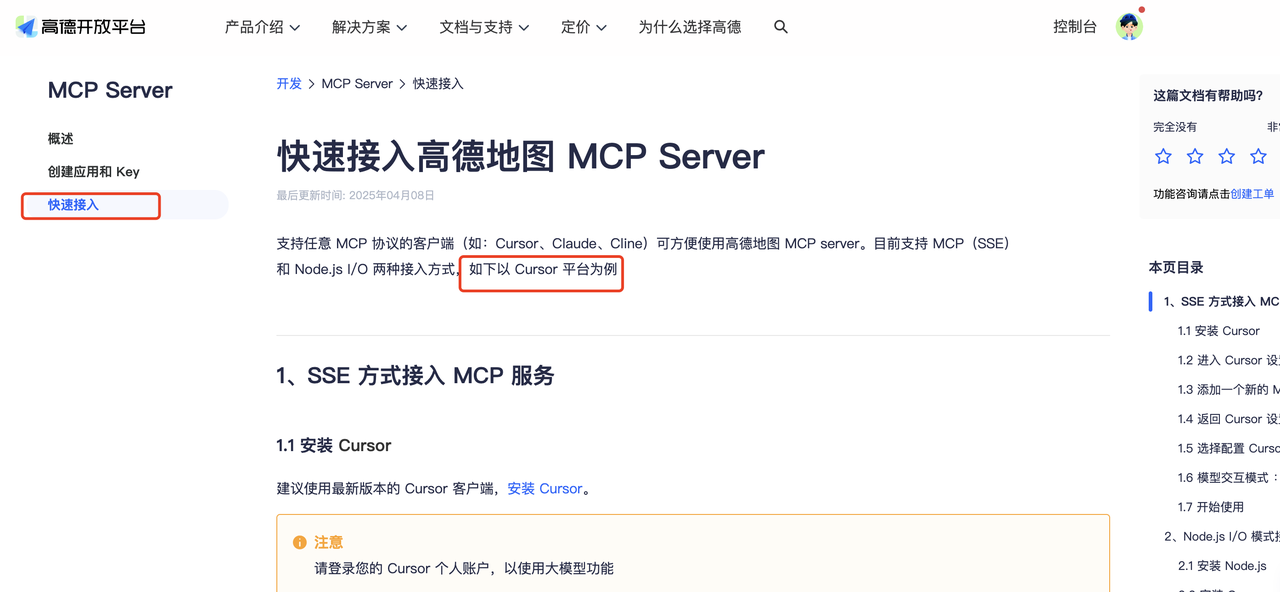 高德开放平台
产品介绍
解决方案
文档与支持
定价
为什么选择高德
控制台
MCP Server
概述
创建应用和 Key
快速接入
开发 > MCP Server > 快速接入
快速接入高德地图 MCP Server
最后更新时间: 2025年04月08日
支持任意 MCP 协议的客户端（如：Cursor、Claude、Cline）可方便使用高德地图 MCP server。目前支持 MCP（SSE）
和 Node.js I/O 两种接入方式，如下以 Cursor 平台为例
1、SSE 方式接入 MCP 服务
1.1 安装 Cursor
建议使用最新版本的 Cursor 客户端，安装 Cursor。
注意
请登录您的 Cursor 个人账户，以使用大模型功能
这篇文档有帮助吗？
完全没有
功能咨询请点击创建工单
本页目录
1、SSE 方式接入 MC
1.1 安装 Cursor
1.2 进入 Cursor 设
1.3 添加一个新的 M
1.4 返回 Cursor 设
1.5 选择配置 Curso
1.6 模型交互模式：
1.7 开始使用
2、Node.js I/O 模式
2.1 安装 Node.js